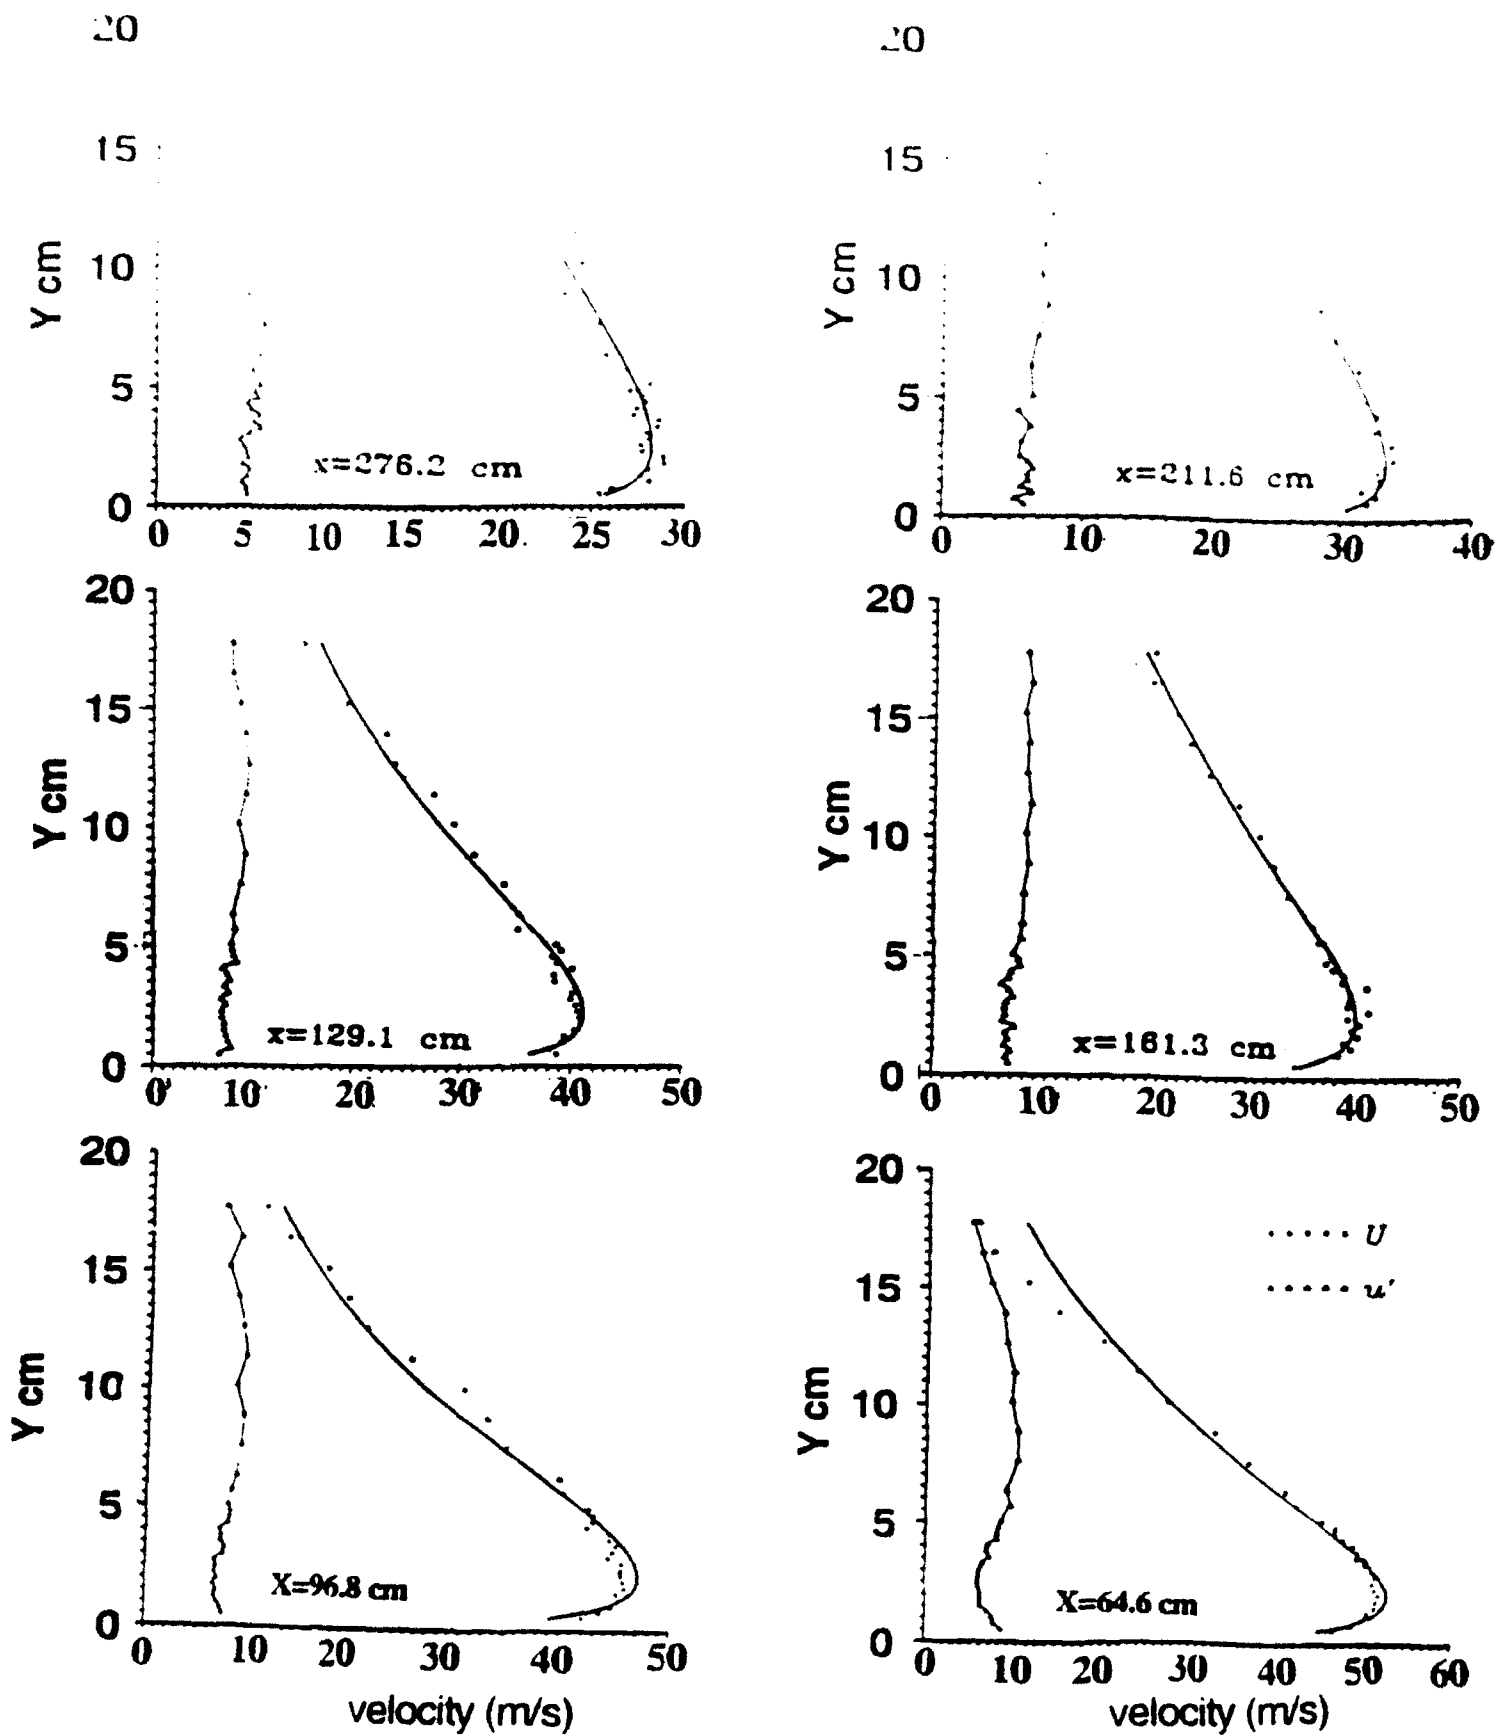 20
15
10
5
0
Y cm
x=276.2 cm
0 5 10 15 20 25 30
20
15
10
5
0
Y cm
x=211.6 cm
0 10 20 30 40
20
15
10
5
0
Y cm
x=129.1 cm
0 10 20 30 40 50
20
15
10
5
0
Y cm
x=161.3 cm
0 10 20 30 40 50
20
15
10
5
0
Y cm
X=96.8 cm
0 10 20 30 40 50
velocity (m/s)
20
15
10
5
0
Y cm
U
u'
X=64.6 cm
0 10 20 30 40 50 60
velocity (m/s)